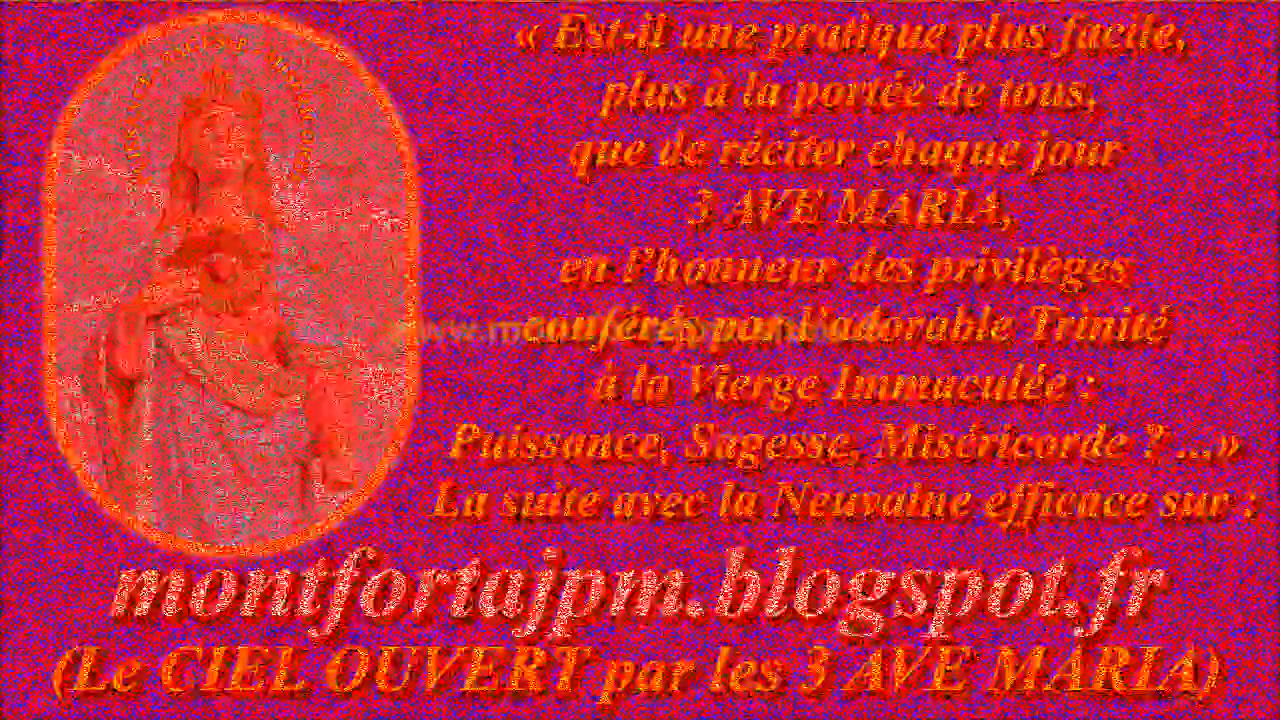 « Est-il une pratique plus facile,
plus à la portée de tous,
que de réciter chaque jour
3 AVE MARIA,
en l'honneur des privilèges
conférés par l'adorable Trinité
à la Vierge Immaculée :
Puissance, Sagesse, Miséricorde ? ...»
La suite avec la Neuvaine efficace sur :
montfortajpm.blogspot.fr
(Le CIEL OUVERT par les 3 AVE MARIA)